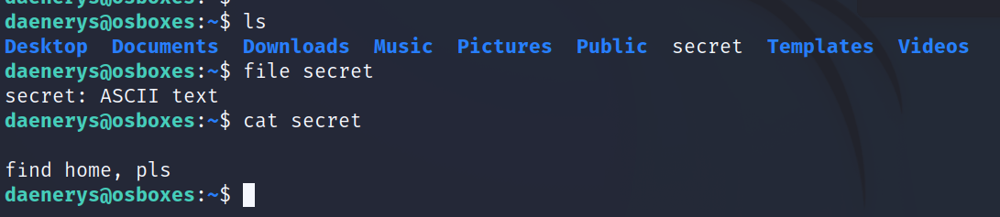 daenerys@osboxes:~$ ls
Desktop Documents Downloads Music Pictures Public secret Templates Videos
daenerys@osboxes:~$ file secret
secret: ASCII text
daenerys@osboxes:~$ cat secret
find home, pls
daenerys@osboxes:~$